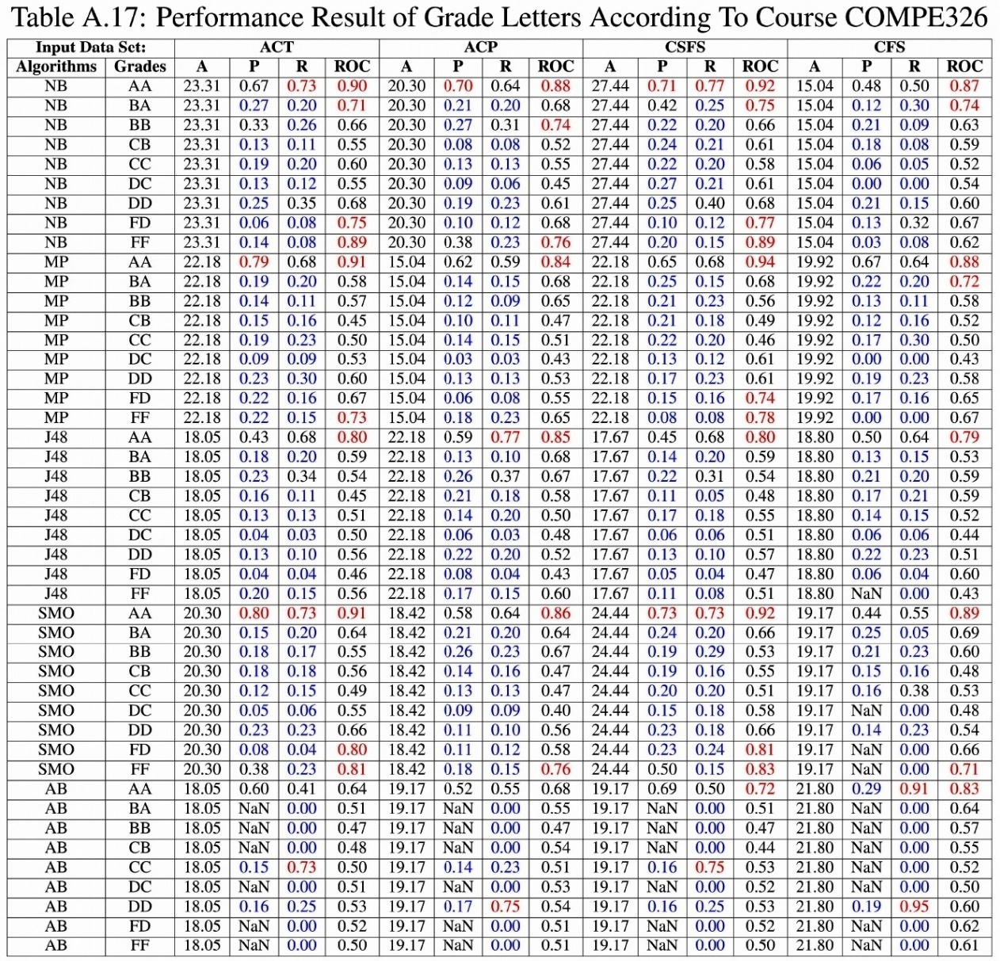 Table A.17: Performance Result of Grade Letters According To Course COMPE326
Input Data Set: ACT ACP CSFS CFS
Algorithms Grades A P R ROC A P R ROC A P R ROC A P R ROC
NB AA 23.31 0.67 0.73 0.90 20.30 0.70 0.64 0.88 27.44 0.71 0.77 0.92 15.04 0.48 0.50 0.87
NB BA 23.31 0.27 0.20 0.71 20.30 0.21 0.20 0.68 27.44 0.42 0.25 0.75 15.04 0.12 0.30 0.74
NB BB 23.31 0.33 0.26 0.66 20.30 0.27 0.31 0.74 27.44 0.22 0.20 0.66 15.04 0.21 0.09 0.63
NB CB 23.31 0.13 0.11 0.55 20.30 0.08 0.08 0.52 27.44 0.24 0.21 0.61 15.04 0.18 0.08 0.59
NB CC 23.31 0.19 0.20 0.60 20.30 0.13 0.13 0.55 27.44 0.22 0.20 0.58 15.04 0.06 0.05 0.52
NB DC 23.31 0.13 0.12 0.55 20.30 0.09 0.06 0.45 27.44 0.27 0.21 0.61 15.04 0.00 0.00 0.54
NB DD 23.31 0.25 0.35 0.68 20.30 0.19 0.23 0.61 27.44 0.25 0.40 0.68 15.04 0.21 0.15 0.60
NB FD 23.31 0.06 0.08 0.75 20.30 0.10 0.12 0.68 27.44 0.10 0.12 0.77 15.04 0.13 0.32 0.67
NB FF 23.31 0.14 0.08 0.89 20.30 0.38 0.23 0.76 27.44 0.20 0.15 0.89 15.04 0.03 0.08 0.62
MP AA 22.18 0.79 0.68 0.91 15.04 0.62 0.59 0.84 22.18 0.65 0.68 0.94 19.92 0.67 0.64 0.88
MP BA 22.18 0.19 0.20 0.58 15.04 0.14 0.15 0.68 22.18 0.25 0.15 0.68 19.92 0.22 0.20 0.72
MP BB 22.18 0.14 0.11 0.57 15.04 0.12 0.09 0.65 22.18 0.21 0.23 0.56 19.92 0.13 0.11 0.58
MP CB 22.18 0.15 0.16 0.45 15.04 0.10 0.11 0.47 22.18 0.21 0.18 0.49 19.92 0.12 0.16 0.52
MP CC 22.18 0.19 0.23 0.50 15.04 0.14 0.15 0.51 22.18 0.22 0.20 0.46 19.92 0.17 0.30 0.50
MP DC 22.18 0.09 0.09 0.53 15.04 0.03 0.03 0.43 22.18 0.13 0.12 0.61 19.92 0.00 0.00 0.43
MP DD 22.18 0.23 0.30 0.60 15.04 0.13 0.13 0.53 22.18 0.17 0.23 0.61 19.92 0.19 0.23 0.58
MP FD 22.18 0.22 0.16 0.67 15.04 0.06 0.08 0.55 22.18 0.15 0.16 0.74 19.92 0.17 0.16 0.65
MP FF 22.18 0.22 0.15 0.73 15.04 0.18 0.23 0.65 22.18 0.08 0.08 0.78 19.92 0.00 0.00 0.67
J48 AA 18.05 0.43 0.68 0.80 22.18 0.59 0.77 0.85 17.67 0.45 0.68 0.80 18.80 0.50 0.64 0.79
J48 BA 18.05 0.18 0.20 0.59 22.18 0.13 0.10 0.68 17.67 0.14 0.20 0.59 18.80 0.13 0.15 0.53
J48 BB 18.05 0.23 0.34 0.54 22.18 0.26 0.37 0.67 17.67 0.22 0.31 0.54 18.80 0.21 0.20 0.59
J48 CB 18.05 0.16 0.11 0.45 22.18 0.21 0.18 0.58 17.67 0.11 0.05 0.48 18.80 0.17 0.21 0.59
J48 CC 18.05 0.13 0.13 0.51 22.18 0.14 0.20 0.50 17.67 0.17 0.18 0.55 18.80 0.14 0.15 0.52
J48 DC 18.05 0.04 0.03 0.50 22.18 0.06 0.03 0.48 17.67 0.06 0.06 0.51 18.80 0.06 0.06 0.44
J48 DD 18.05 0.13 0.10 0.56 22.18 0.22 0.20 0.52 17.67 0.13 0.10 0.57 18.80 0.22 0.23 0.51
J48 FD 18.05 0.04 0.04 0.46 22.18 0.08 0.04 0.43 17.67 0.05 0.04 0.47 18.80 0.06 0.04 0.60
J48 FF 18.05 0.20 0.15 0.56 22.18 0.17 0.15 0.60 17.67 0.11 0.08 0.51 18.80 NaN 0.00 0.43
SMO AA 20.30 0.80 0.73 0.91 18.42 0.58 0.64 0.86 24.44 0.73 0.73 0.92 19.17 0.44 0.55 0.89
SMO BA 20.30 0.15 0.20 0.64 18.42 0.21 0.20 0.64 24.44 0.24 0.20 0.66 19.17 0.25 0.05 0.69
SMO BB 20.30 0.18 0.17 0.55 18.42 0.26 0.23 0.67 24.44 0.19 0.29 0.53 19.17 0.21 0.23 0.60
SMO CB 20.30 0.18 0.18 0.56 18.42 0.14 0.16 0.47 24.44 0.19 0.16 0.55 19.17 0.15 0.16 0.48
SMO CC 20.30 0.12 0.15 0.49 18.42 0.13 0.13 0.47 24.44 0.20 0.20 0.51 19.17 0.16 0.38 0.53
SMO DC 20.30 0.05 0.06 0.55 18.42 0.09 0.09 0.40 24.44 0.15 0.18 0.58 19.17 NaN 0.00 0.48
SMO DD 20.30 0.23 0.23 0.66 18.42 0.11 0.10 0.56 24.44 0.23 0.18 0.66 19.17 0.14 0.23 0.54
SMO FD 20.30 0.08 0.04 0.80 18.42 0.11 0.12 0.58 24.44 0.23 0.24 0.81 19.17 NaN 0.00 0.66
SMO FF 20.30 0.38 0.23 0.81 18.42 0.18 0.15 0.76 24.44 0.50 0.15 0.83 19.17 NaN 0.00 0.71
AB AA 18.05 0.60 0.41 0.64 19.17 0.52 0.55 0.68 19.17 0.69 0.50 0.72 21.80 0.29 0.91 0.83
AB BA 18.05 NaN 0.00 0.51 19.17 NaN 0.00 0.55 19.17 NaN 0.00 0.51 21.80 NaN 0.00 0.64
AB BB 18.05 NaN 0.00 0.47 19.17 NaN 0.00 0.47 19.17 NaN 0.00 0.47 21.80 NaN 0.00 0.57
AB CB 18.05 NaN 0.00 0.48 19.17 NaN 0.00 0.54 19.17 NaN 0.00 0.44 21.80 NaN 0.00 0.55
AB CC 18.05 0.15 0.73 0.50 19.17 0.14 0.23 0.51 19.17 0.16 0.75 0.53 21.80 NaN 0.00 0.52
AB DC 18.05 NaN 0.00 0.51 19.17 NaN 0.00 0.53 19.17 NaN 0.00 0.52 21.80 NaN 0.00 0.50
AB DD 18.05 0.16 0.25 0.53 19.17 0.17 0.75 0.54 19.17 0.16 0.25 0.53 21.80 0.19 0.95 0.60
AB FD 18.05 NaN 0.00 0.52 19.17 NaN 0.00 0.51 19.17 NaN 0.00 0.52 21.80 NaN 0.00 0.62
AB FF 18.05 NaN 0.00 0.50 19.17 NaN 0.00 0.51 19.17 NaN 0.00 0.50 21.80 NaN 0.00 0.61